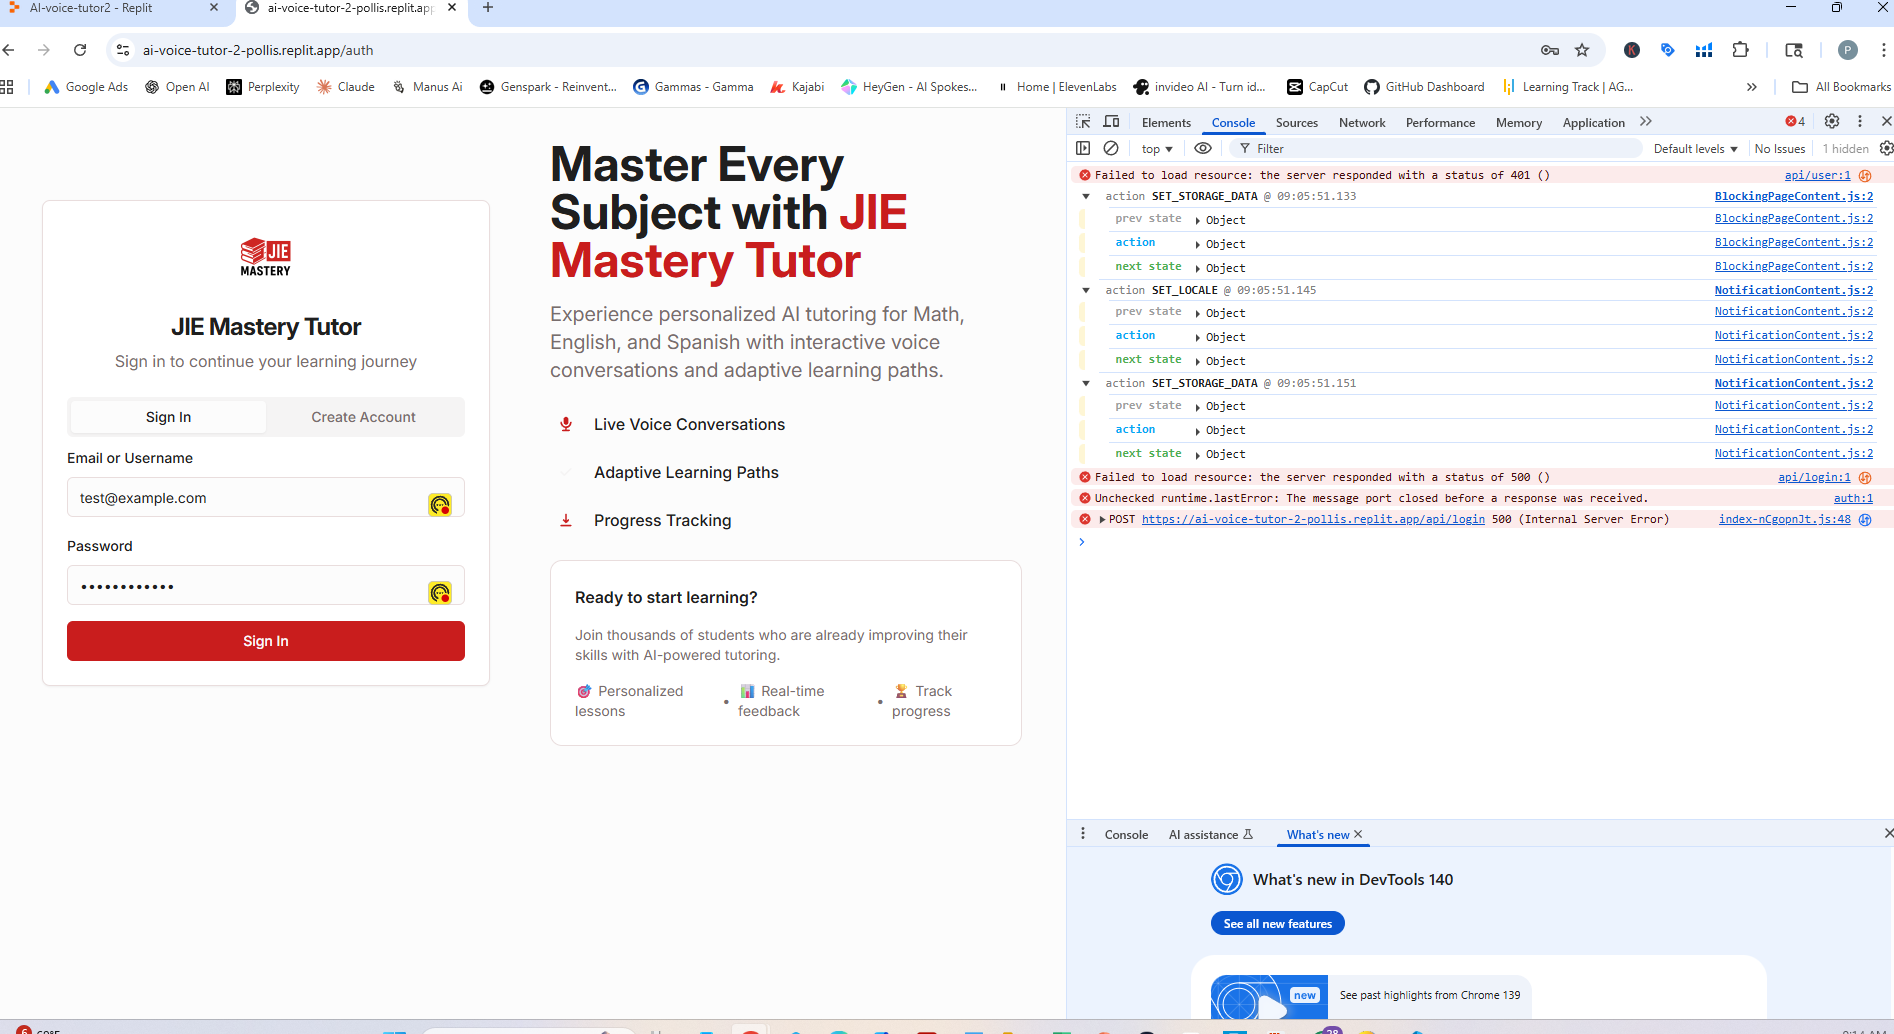 AI-voice-tutor2 - Replit
ai-voice-tutor-2-pollis.replit.app
ai-voice-tutor-2-pollis.replit.app/auth
P
Google Ads
Open AI
Perplexity
Claude
Manus Ai
Genspark - Reinvent...
Gammas - Gamma
Kajabi
HeyGen - AI Spokes...
Home | ElevenLabs
invideo AI - Turn id...
CapCut
GitHub Dashboard
Learning Track | AG...
All Bookmarks
JIE
MASTERY
JIE Mastery Tutor
Sign in to continue your learning journey
Sign In
Create Account
Email or Username
test@example.com
Password
••••••••••••
Sign In
Master Every
Subject with JIE
Mastery Tutor
Experience personalized AI tutoring for Math,
English, and Spanish with interactive voice
conversations and adaptive learning paths.
Live Voice Conversations
Adaptive Learning Paths
Progress Tracking
Ready to start learning?
Join thousands of students who are already improving their
skills with AI-powered tutoring.
🎯 Personalized lessons
• 📊 Real-time feedback
• 🏆 Track progress
Elements Console Sources Network Performance Memory Application 4
top Filter Default levels No Issues 1 hidden
Failed to load resource: the server responded with a status of 401 () api/user:1
action SET_STORAGE_DATA @ 09:05:51.133 BlockingPageContent.js:2
prev state Object BlockingPageContent.js:2
action Object BlockingPageContent.js:2
next state Object BlockingPageContent.js:2
action SET_LOCALE @ 09:05:51.145 NotificationContent.js:2
prev state Object NotificationContent.js:2
action Object NotificationContent.js:2
next state Object NotificationContent.js:2
action SET_STORAGE_DATA @ 09:05:51.151 NotificationContent.js:2
prev state Object NotificationContent.js:2
action Object NotificationContent.js:2
next state Object NotificationContent.js:2
Failed to load resource: the server responded with a status of 500 () api/login:1
Unchecked runtime.lastError: The message port closed before a response was received. auth:1
POST https://ai-voice-tutor-2-pollis.replit.app/api/login 500 (Internal Server Error) index-nCgopnJt.js:48
Console AI assistance What's new
What's new in DevTools 140
See all new features
new
See past highlights from Chrome 139